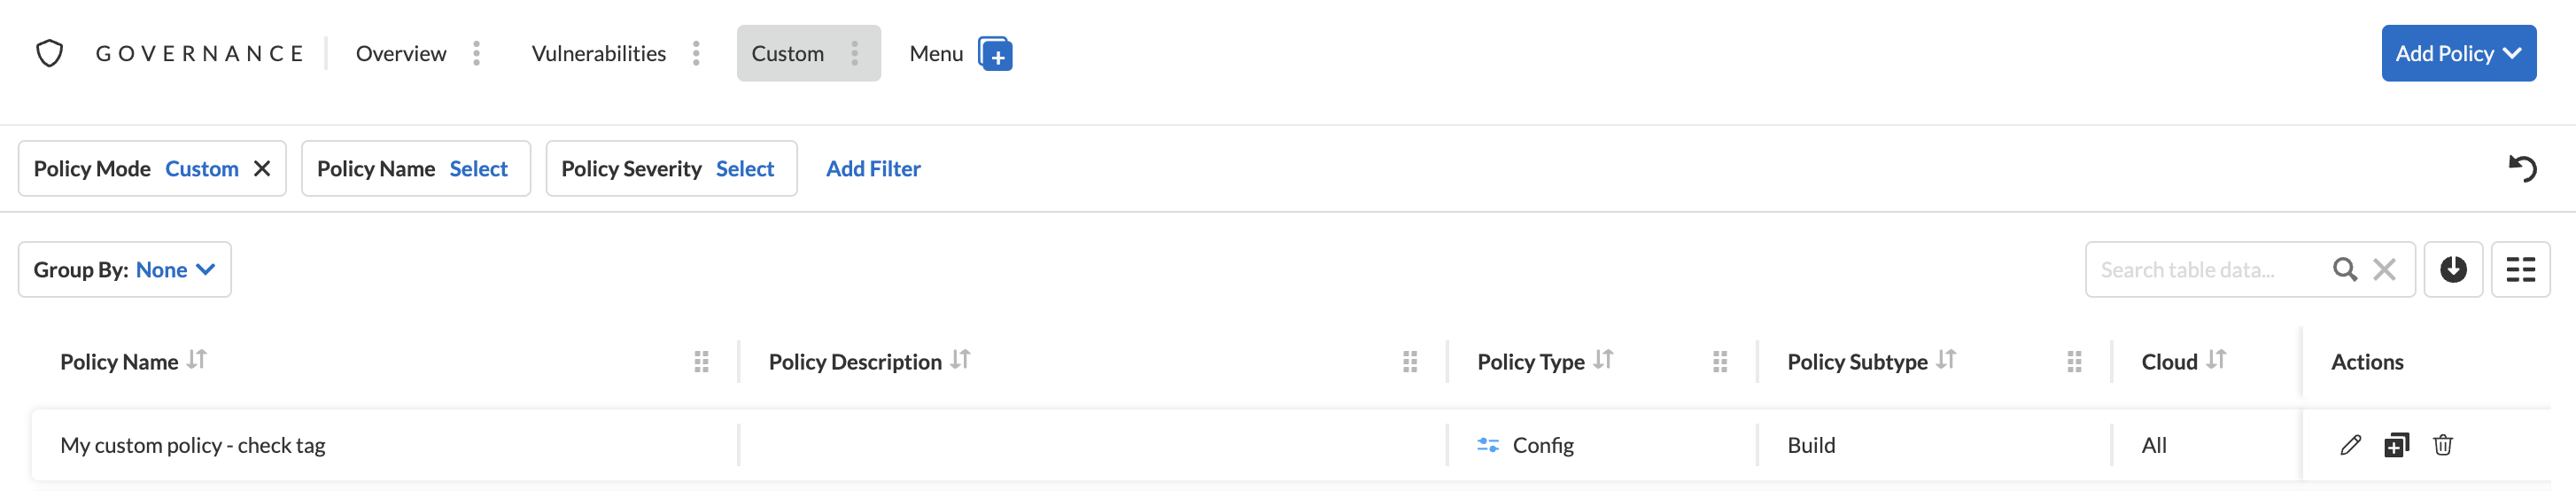 GOVERNANCE Overview Vulnerabilities Custom Menu Add Policy
Policy Mode Custom Policy Name Select Policy Severity Select Add Filter
Group By: None Search table data...
Policy Name Policy Description Policy Type Policy Subtype Cloud Actions
My custom policy - check tag Config Build All